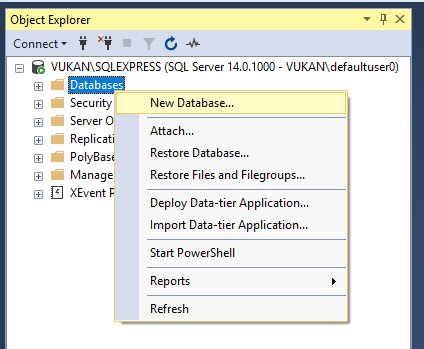 Object Explorer
Connect
VUKAN\SQLEXPRESS (SQL Server 14.0.1000 - VUKAN\defaultuser0)
Databases
Security
Server O
Replicati
PolyBase
Manage
XEvent P
New Database...
Attach...
Restore Database...
Restore Files and Filegroups...
Deploy Data-tier Application...
Import Data-tier Application...
Start PowerShell
Reports
Refresh